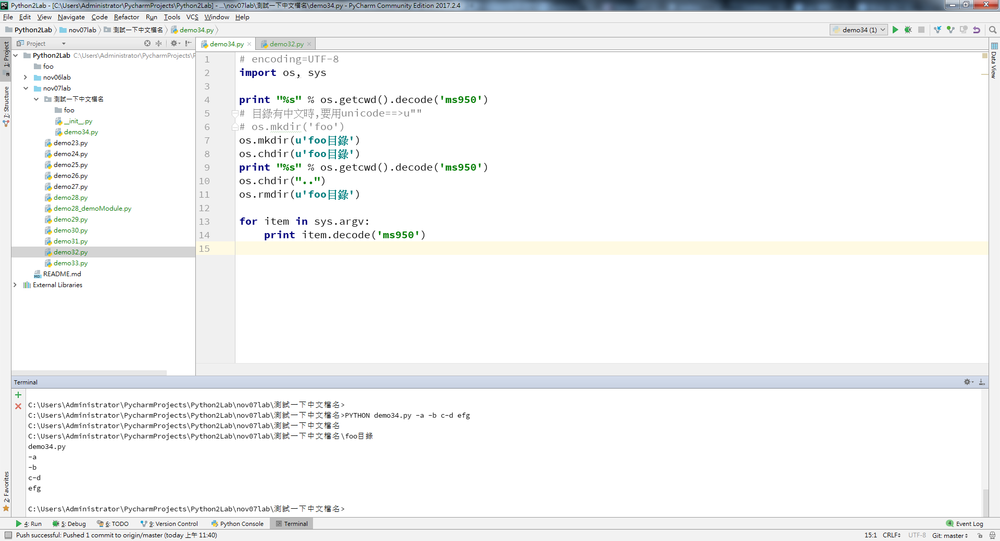 Python2Lab - [C:\Users\Administrator\PycharmProjects\Python2Lab] - ...\nov07lab\測試一下中文檔名\demo34.py - PyCharm Community Edition 2017.2.4
File Edit View Navigate Code Refactor Run Tools VCS Window Help
Python2Lab nov07lab 測試一下中文檔名 demo34.py
demo34 (1)
Project
demo34.py
demo32.py
1: Project
7: Structure
2: Favorites
Data View
Python2Lab C:\Users\Administrator\PycharmProjects\P
foo
nov06lab
nov07lab
測試一下中文檔名
foo
__init__.py
demo34.py
demo23.py
demo24.py
demo25.py
demo26.py
demo27.py
demo28.py
demo28_demoModule.py
demo29.py
demo30.py
demo31.py
demo32.py
demo33.py
README.md
External Libraries
1 # encoding=UTF-8
2 import os, sys
3
4 print "%s" % os.getcwd().decode('ms950')
5 # 目錄有中文時,要用unicode==>u""
6 # os.mkdir('foo')
7 os.mkdir(u'foo目錄')
8 os.chdir(u'foo目錄')
9 print "%s" % os.getcwd().decode('ms950')
10 os.chdir("..")
11 os.rmdir(u'foo目錄')
12
13 for item in sys.argv:
14     print item.decode('ms950')
15
Terminal
C:\Users\Administrator\PycharmProjects\Python2Lab\nov07lab\測試一下中文檔名>
C:\Users\Administrator\PycharmProjects\Python2Lab\nov07lab\測試一下中文檔名>PYTHON demo34.py -a -b c-d efg
C:\Users\Administrator\PycharmProjects\Python2Lab\nov07lab\測試一下中文檔名
C:\Users\Administrator\PycharmProjects\Python2Lab\nov07lab\測試一下中文檔名\foo目錄
demo34.py
-a
-b
c-d
efg
C:\Users\Administrator\PycharmProjects\Python2Lab\nov07lab\測試一下中文檔名>
4: Run 5: Debug 6: TODO 9: Version Control Python Console Terminal 4 Event Log
Push successful: Pushed 1 commit to origin/master (today 上午 11:40) 15:1 CRLF UTF-8 Git: master